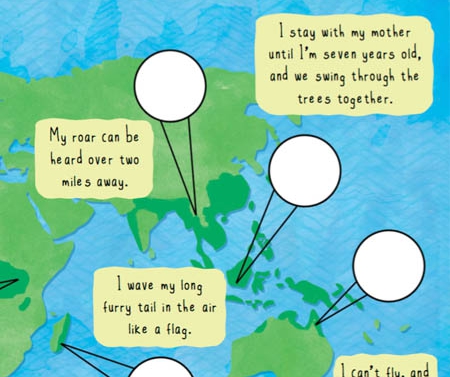 I stay with my mother
until I'm seven years old,
and we swing through the
trees together.
My roar can be
heard over two
miles away.
I wave my long
furry tail in the air
like a flag.
I can't fly, and